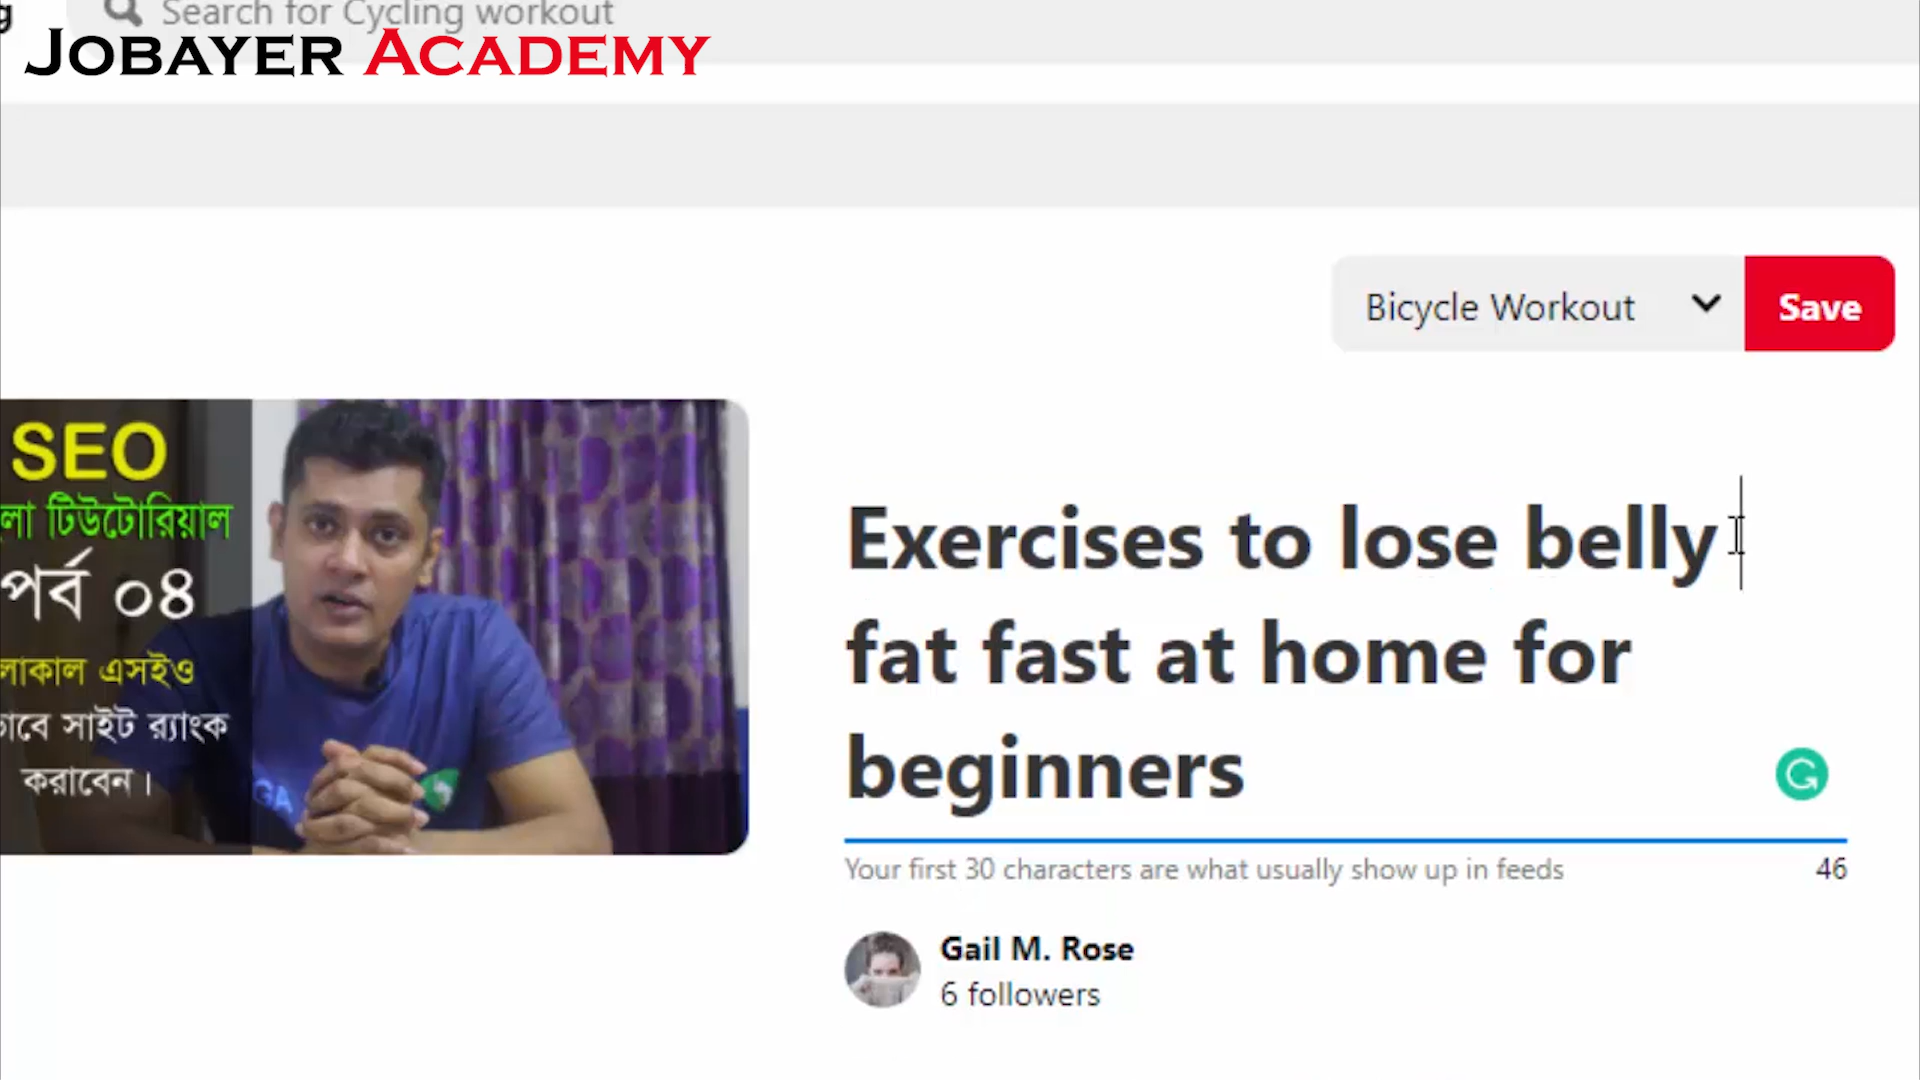 Search for Cycling workout
JOBAYER ACADEMY
Bicycle Workout
Save
SEO
টিউটোরিয়াল
পর্ব ০৪
এসইও
সাইট র‍্যাংক
করাবেন।
GA
Exercises to lose belly
fat fast at home for
beginners
Your first 30 characters are what usually show up in feeds
46
Gail M. Rose
6 followers